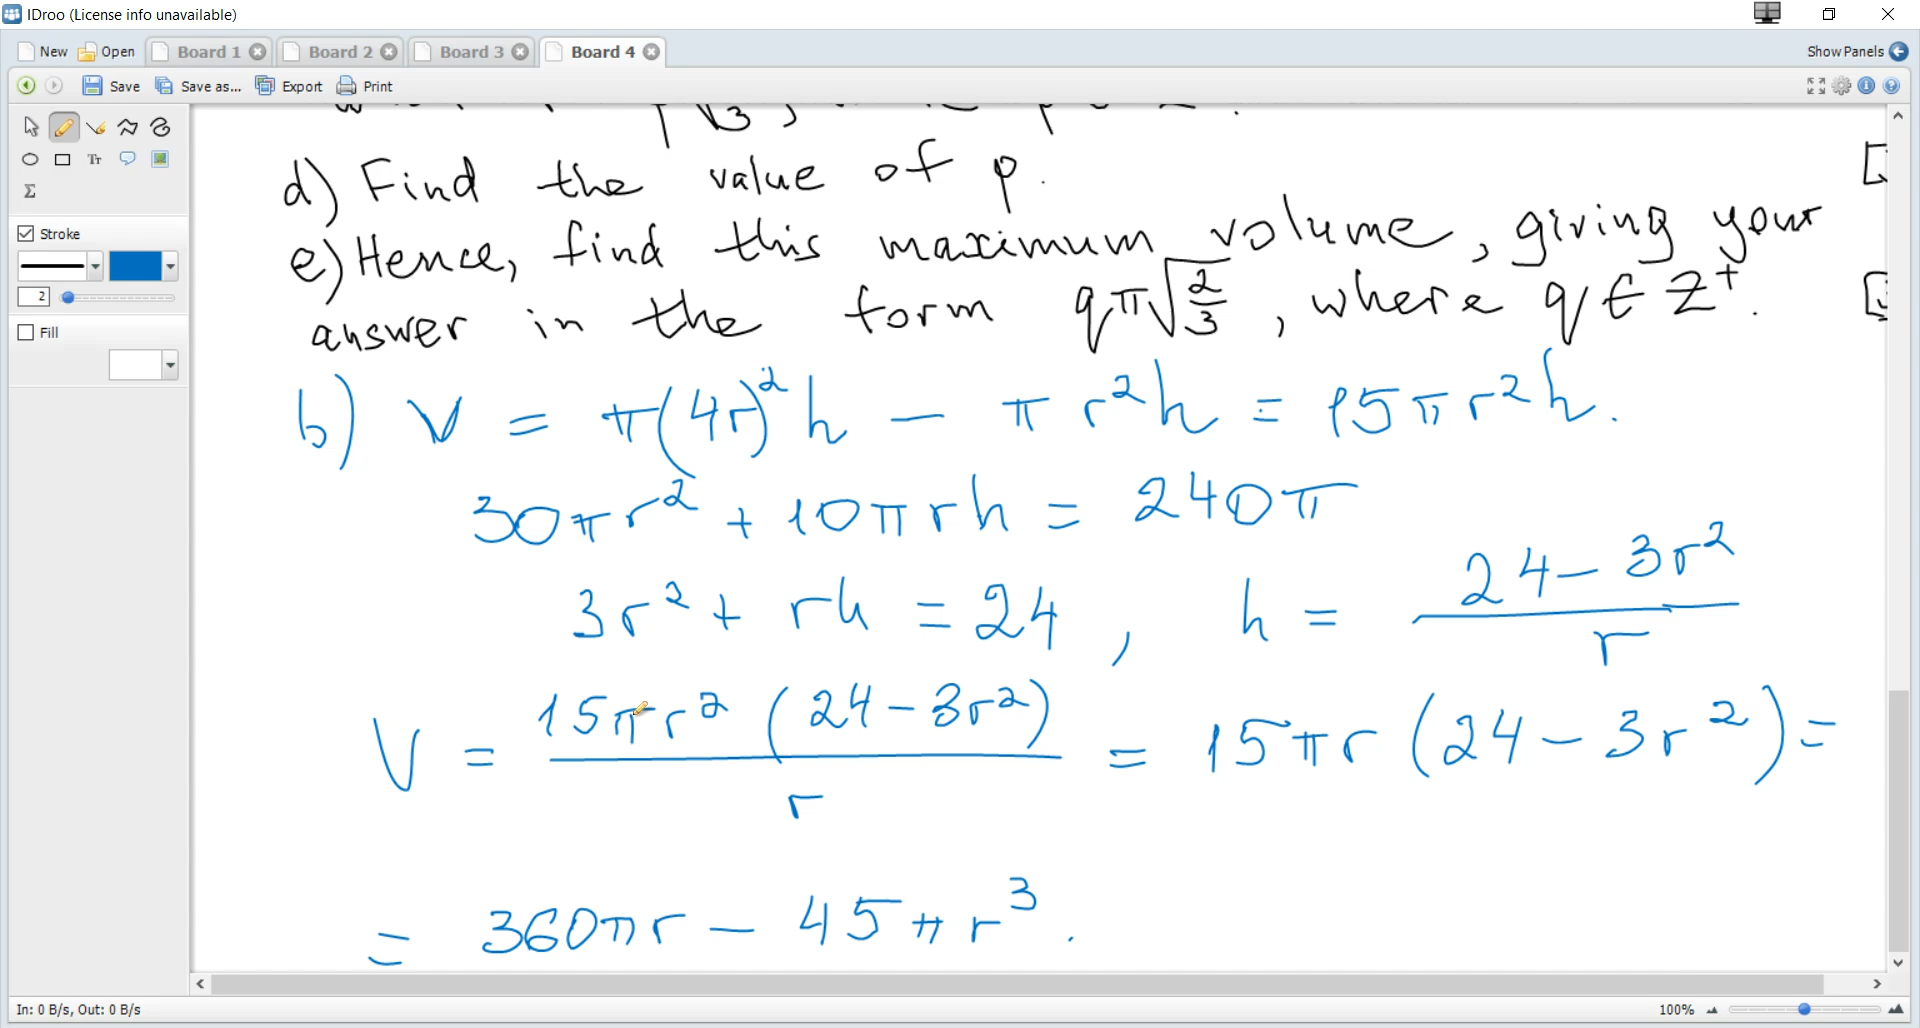 IDroo (License info unavailable)
New Open Board 1 Board 2 Board 3 Board 4 Show Panels
Save Save as... Export Print
Tт
Σ
Stroke
2
Fill
d) Find the value of p.
e) Hence, find this maximum volume, giving your
answer in the form qπ√(2/3), where q ∈ Z⁺.
b) V = π(4r)²h − πr²h = 15πr²h.
30πr² + 10πrh = 240π
3r² + rh = 24, h = (24 − 3r²)/r
V = 15πr²(24 − 3r²)/r = 15πr(24 − 3r²) =
= 360πr − 45πr³.
In: 0 B/s, Out: 0 B/s 100%